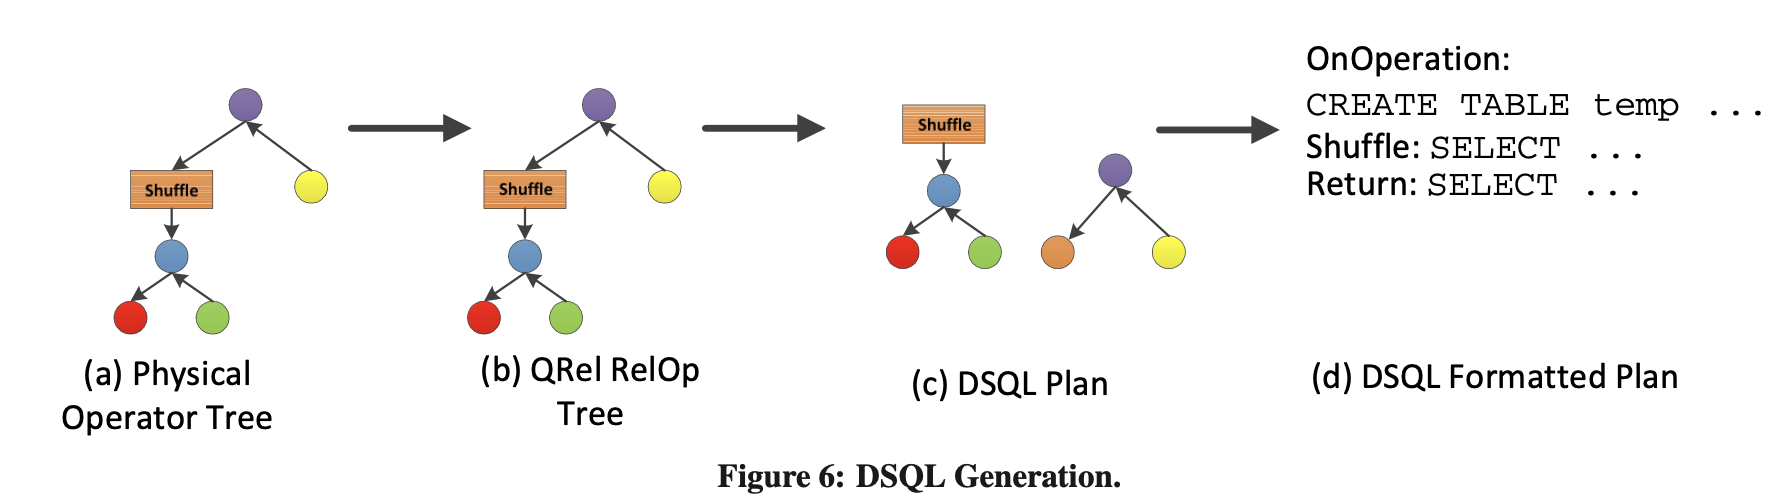 Shuffle
(a) Physical
Operator Tree
Shuffle
(b) QRel RelOp
Tree
Shuffle
(c) DSQL Plan
OnOperation:
CREATE TABLE temp ...
Shuffle: SELECT ...
Return: SELECT ...
(d) DSQL Formatted Plan
Figure 6: DSQL Generation.